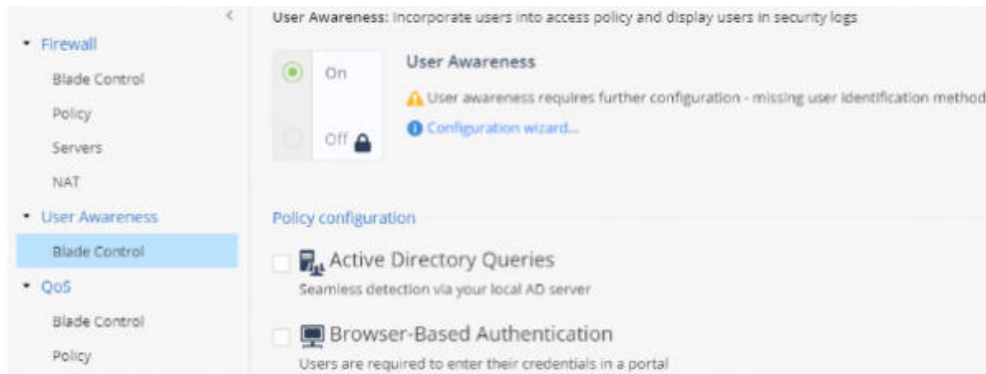 User Awareness: Incorporate users into access policy and display users in security logs
Firewall
Blade Control
Policy
Servers
NAT
User Awareness
Blade Control
QoS
Blade Control
Policy
On
Off
User Awareness
User awareness requires further configuration - missing user identification method
Configuration wizard...
Policy configuration
Active Directory Queries
Seamless detection via your local AD server
Browser-Based Authentication
Users are required to enter their credentials in a portal